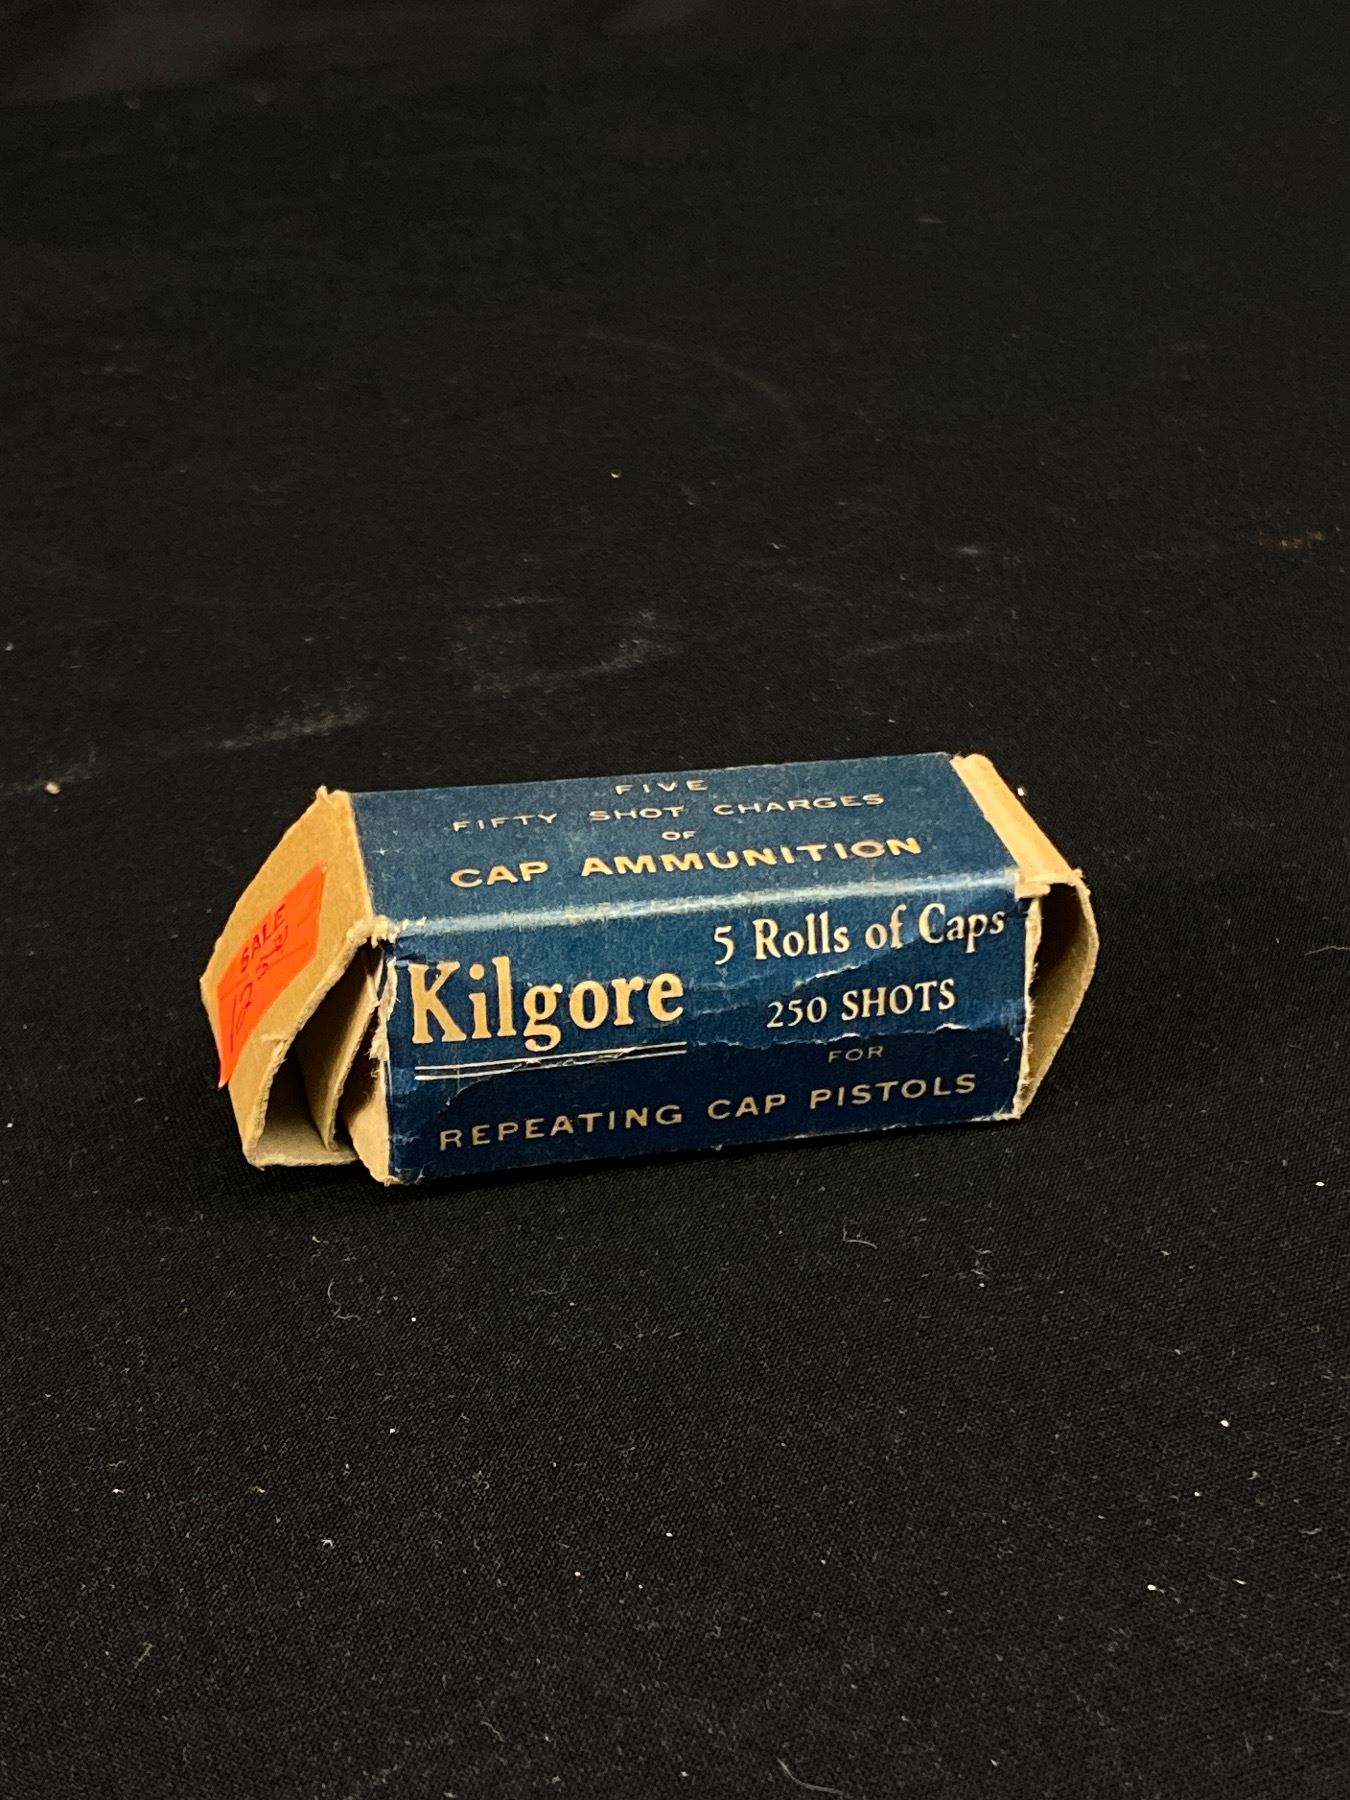 FIVE
FIFTY SHOT CHARGES
OF
CAP AMMUNITION
Kilgore
5 Rolls of Caps
250 SHOTS
FOR
REPEATING CAP PISTOLS
SALE